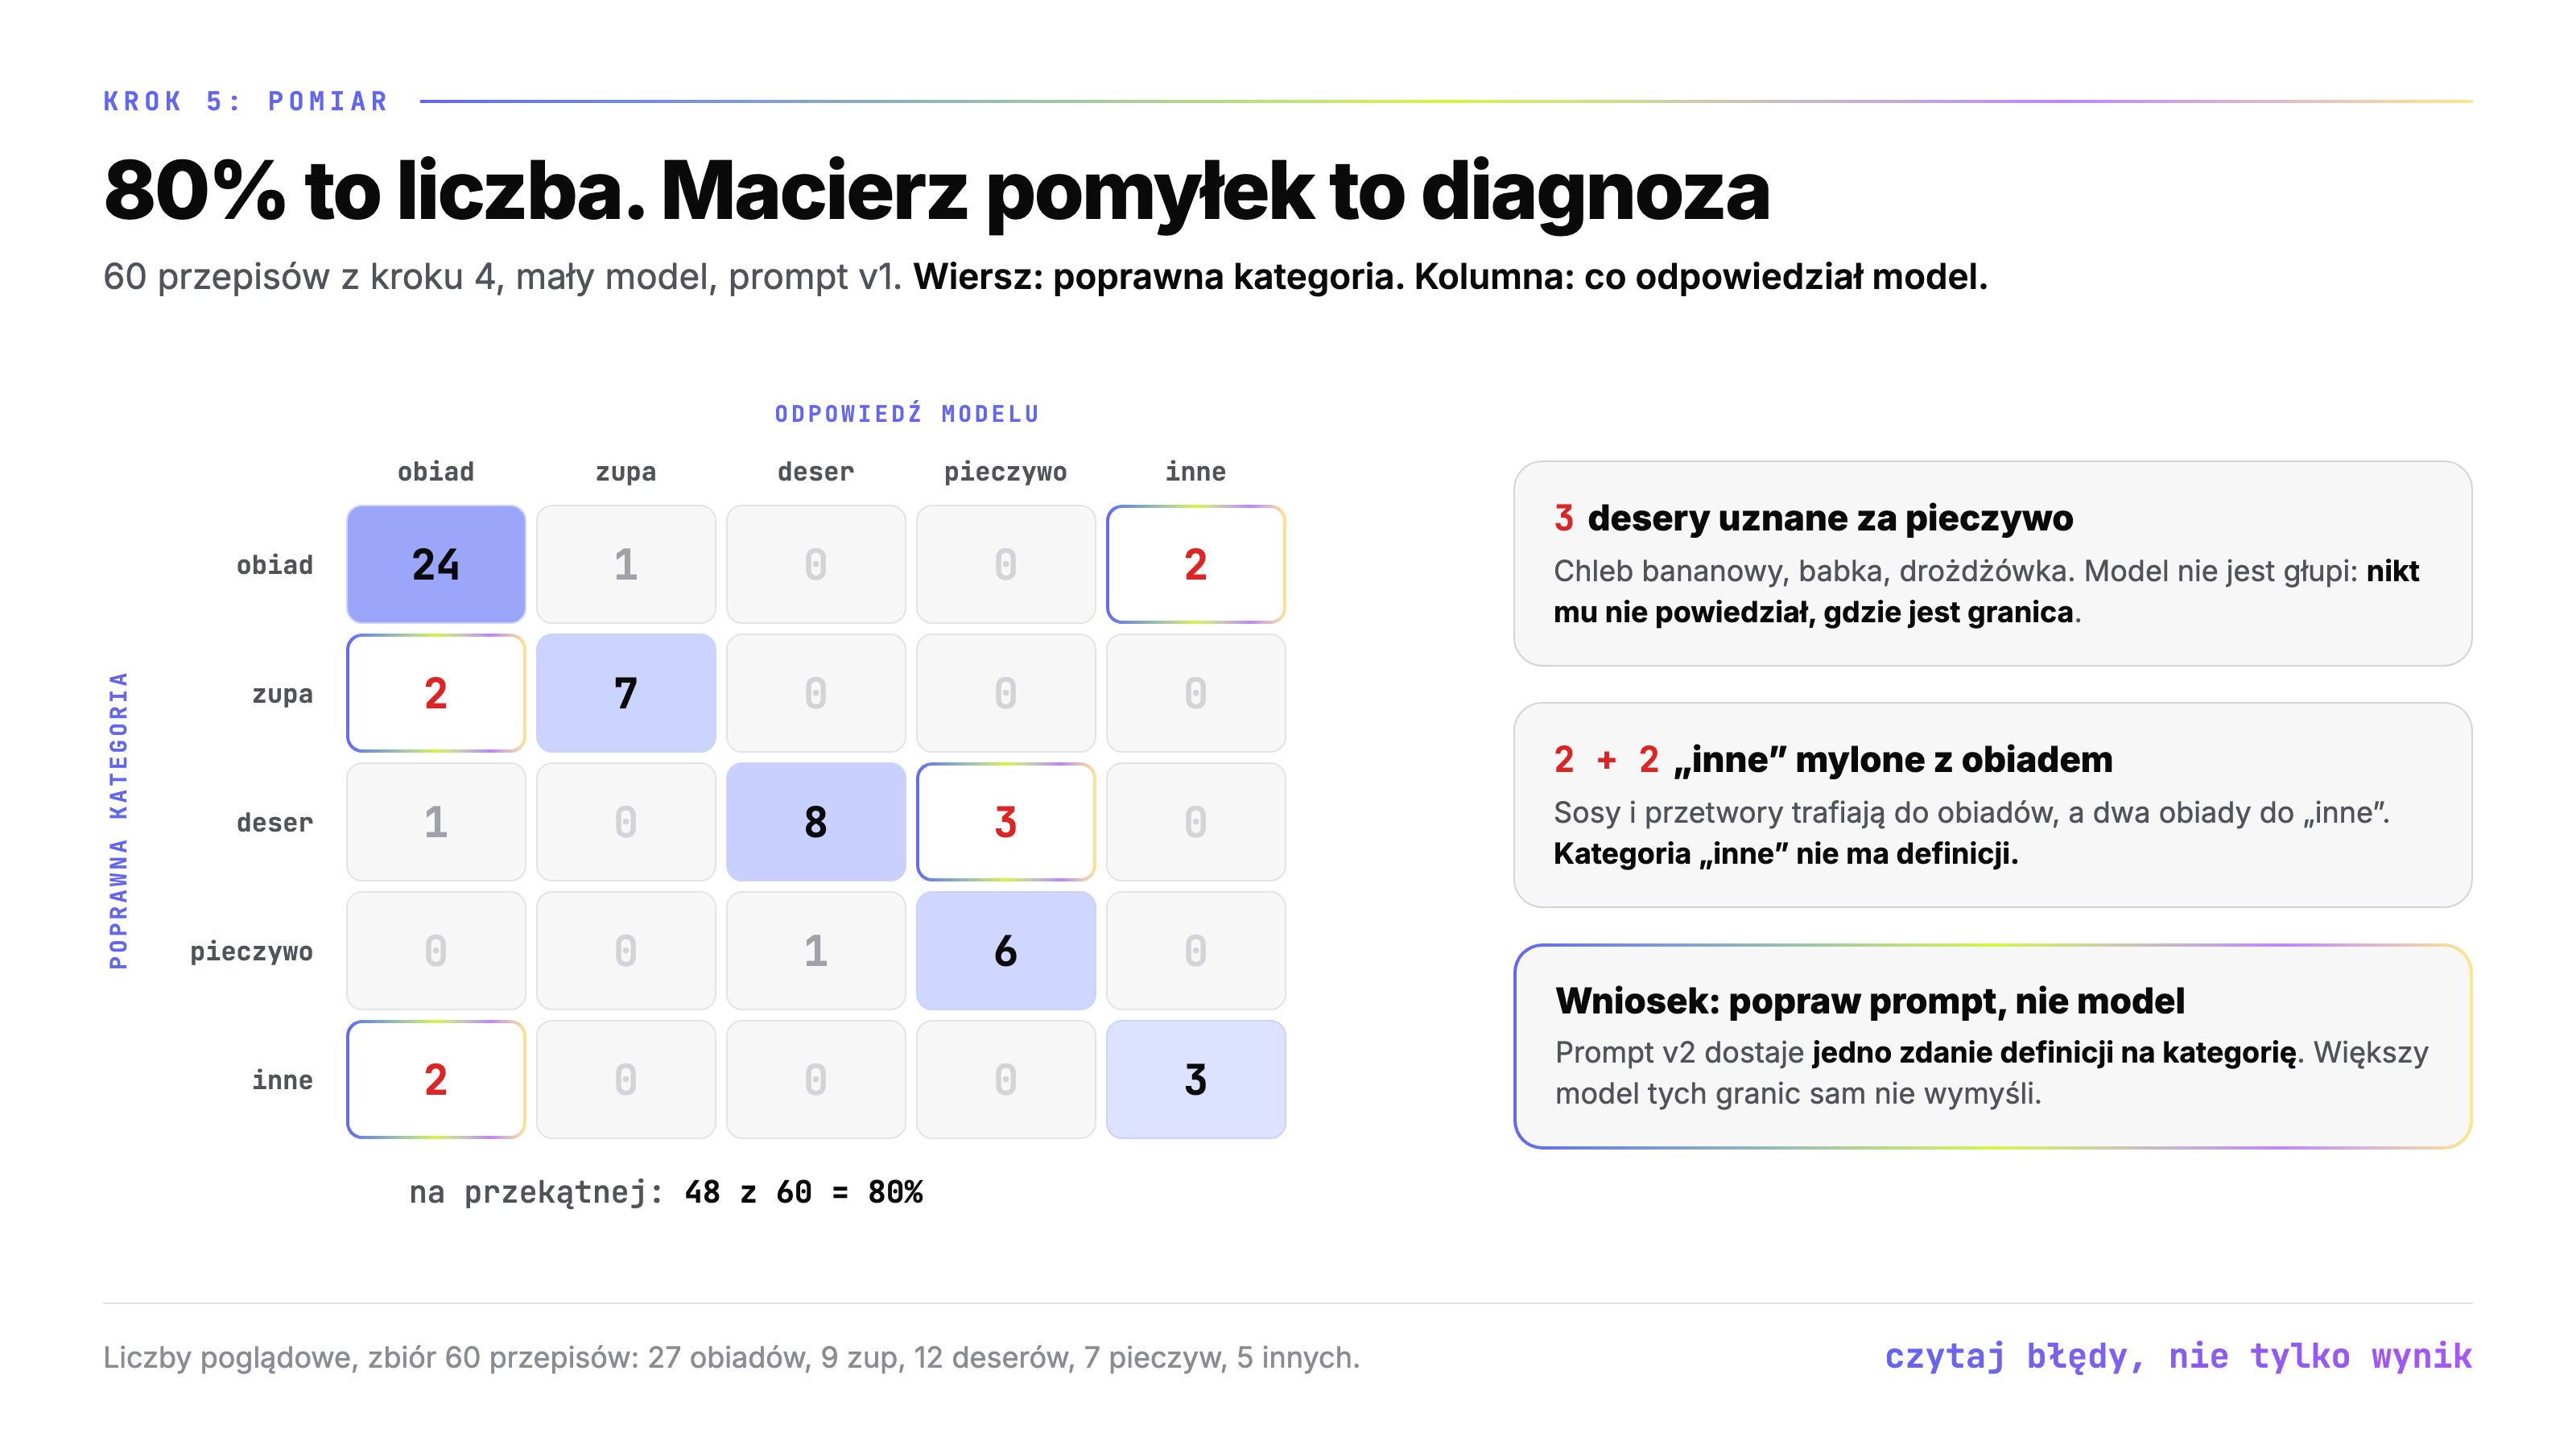 KROK 5: POMIAR
80% to liczba. Macierz pomyłek to diagnoza
60 przepisów z kroku 4, mały model, prompt v1. Wiersz: poprawna kategoria. Kolumna: co odpowiedział model.
ODPOWIEDŹ MODELU
obiad zupa deser pieczywo inne
POPRAWNA KATEGORIA
obiad 24 1 0 0 2
zupa 2 7 0 0 0
deser 1 0 8 3 0
pieczywo 0 0 1 6 0
inne 2 0 0 0 3
na przekątnej: 48 z 60 = 80%
3 desery uznane za pieczywo
Chleb bananowy, babka, drożdżówka. Model nie jest głupi: nikt
mu nie powiedział, gdzie jest granica.
2 + 2 „inne” mylone z obiadem
Sosy i przetwory trafiają do obiadów, a dwa obiady do „inne”.
Kategoria „inne” nie ma definicji.
Wniosek: popraw prompt, nie model
Prompt v2 dostaje jedno zdanie definicji na kategorię. Większy
model tych granic sam nie wymyśli.
Liczby poglądowe, zbiór 60 przepisów: 27 obiadów, 9 zup, 12 deserów, 7 pieczyw, 5 innych.
czytaj błędy, nie tylko wynik